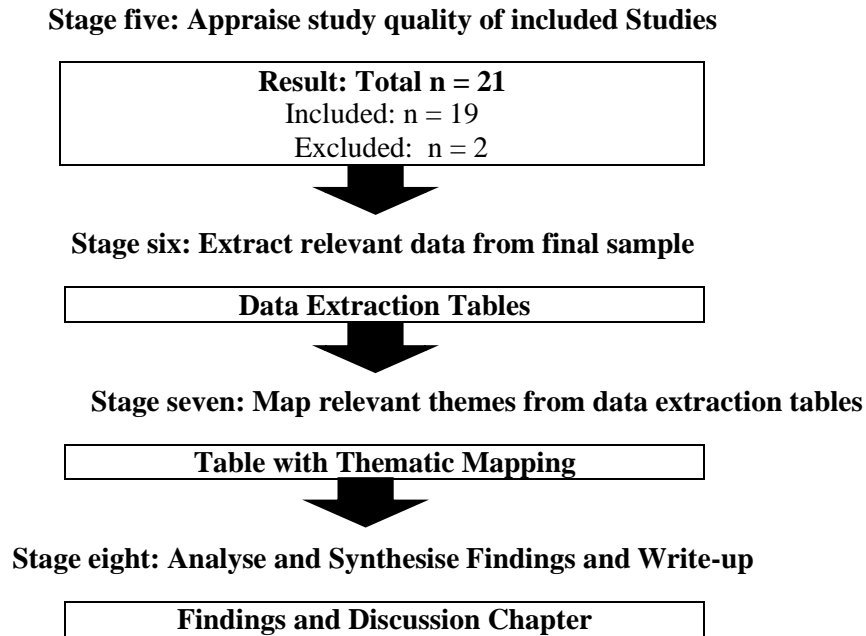 Stage five: Appraise study quality of included Studies
Result: Total n = 21
Included: n = 19
Excluded:  n = 2
Stage six: Extract relevant data from final sample
Data Extraction Tables
Stage seven: Map relevant themes from data extraction tables
Table with Thematic Mapping
Stage eight: Analyse and Synthesise Findings and Write-up
Findings and Discussion Chapter